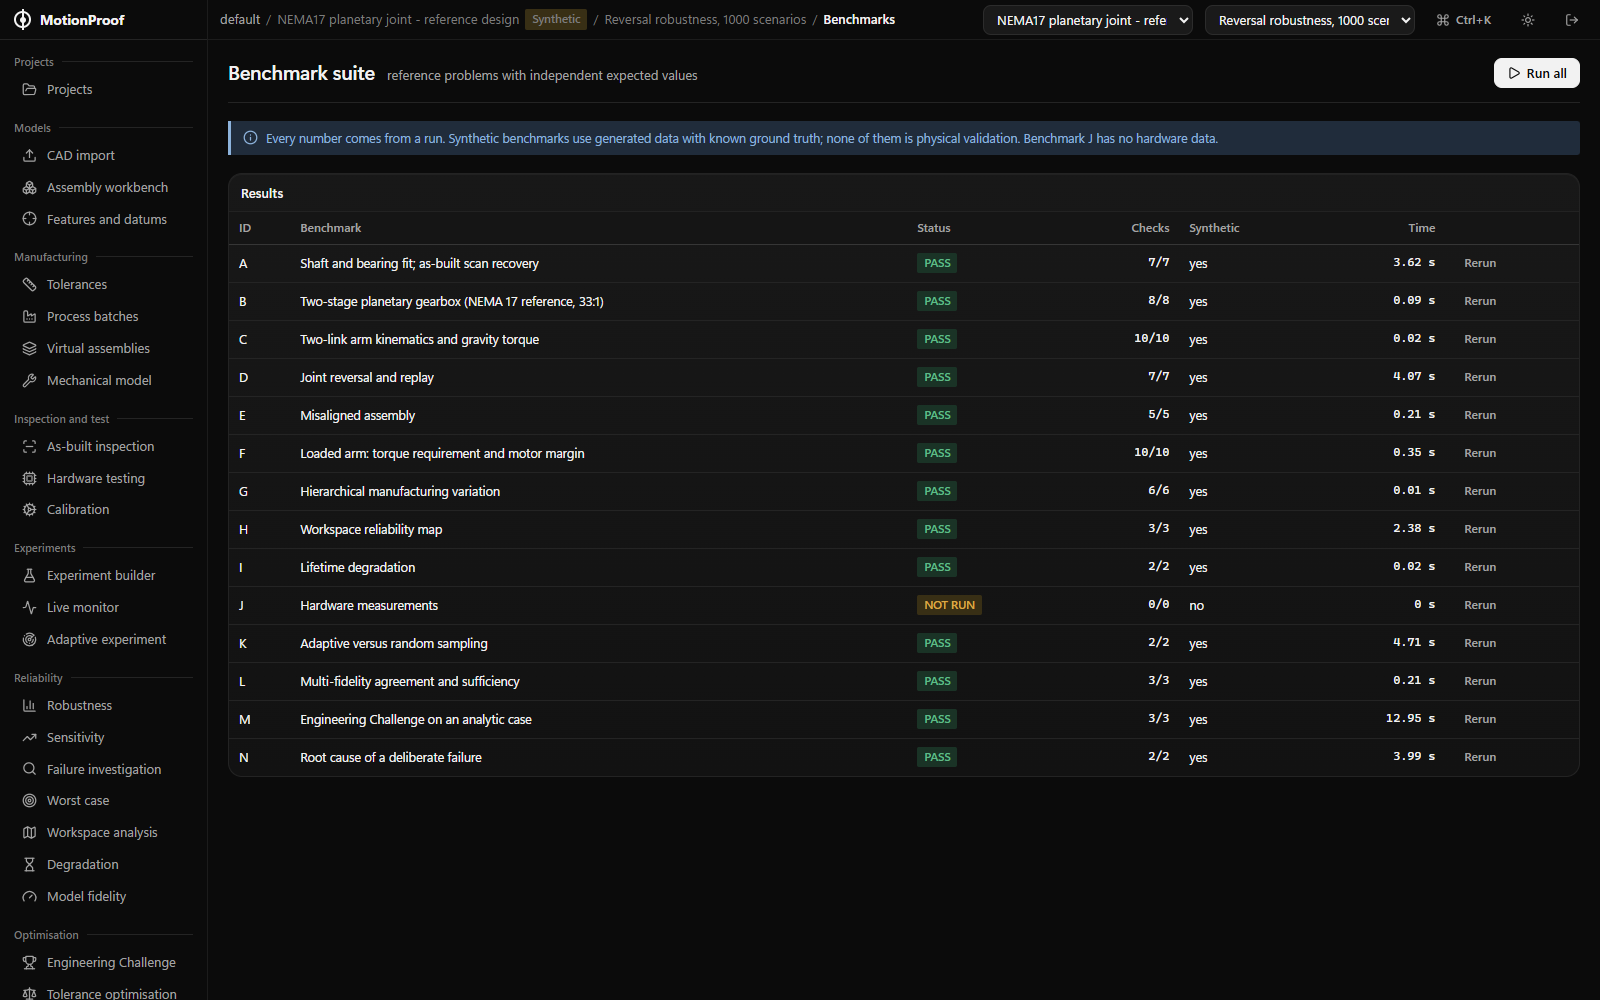 MotionProof
default / NEMA17 planetary joint - reference design Synthetic / Reversal robustness, 1000 scenarios / Benchmarks
NEMA17 planetary joint - refe
Reversal robustness, 1000 scer
Ctrl+K
Projects
Projects
Models
CAD import
Assembly workbench
Features and datums
Manufacturing
Tolerances
Process batches
Virtual assemblies
Mechanical model
Inspection and test
As-built inspection
Hardware testing
Calibration
Experiments
Experiment builder
Live monitor
Adaptive experiment
Reliability
Robustness
Sensitivity
Failure investigation
Worst case
Workspace analysis
Degradation
Model fidelity
Optimisation
Engineering Challenge
Tolerance optimisation
Benchmark suite reference problems with independent expected values
Run all
Every number comes from a run. Synthetic benchmarks use generated data with known ground truth; none of them is physical validation. Benchmark J has no hardware data.
Results
ID Benchmark Status Checks Synthetic Time
A Shaft and bearing fit; as-built scan recovery PASS 7/7 yes 3.62 s Rerun
B Two-stage planetary gearbox (NEMA 17 reference, 33:1) PASS 8/8 yes 0.09 s Rerun
C Two-link arm kinematics and gravity torque PASS 10/10 yes 0.02 s Rerun
D Joint reversal and replay PASS 7/7 yes 4.07 s Rerun
E Misaligned assembly PASS 5/5 yes 0.21 s Rerun
F Loaded arm: torque requirement and motor margin PASS 10/10 yes 0.35 s Rerun
G Hierarchical manufacturing variation PASS 6/6 yes 0.01 s Rerun
H Workspace reliability map PASS 3/3 yes 2.38 s Rerun
I Lifetime degradation PASS 2/2 yes 0.02 s Rerun
J Hardware measurements NOT RUN 0/0 no 0 s Rerun
K Adaptive versus random sampling PASS 2/2 yes 4.71 s Rerun
L Multi-fidelity agreement and sufficiency PASS 3/3 yes 0.21 s Rerun
M Engineering Challenge on an analytic case PASS 3/3 yes 12.95 s Rerun
N Root cause of a deliberate failure PASS 2/2 yes 3.99 s Rerun